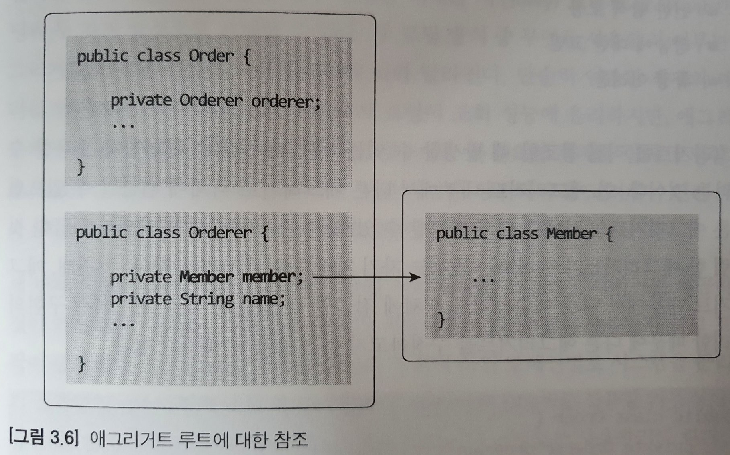 public class Order {
private Orderer orderer;
...
}
public class Orderer {
private Member member;
private String name;
...
}
public class Member {
...
}
[그림 3.6] 애그리거트 루트에 대한 참조